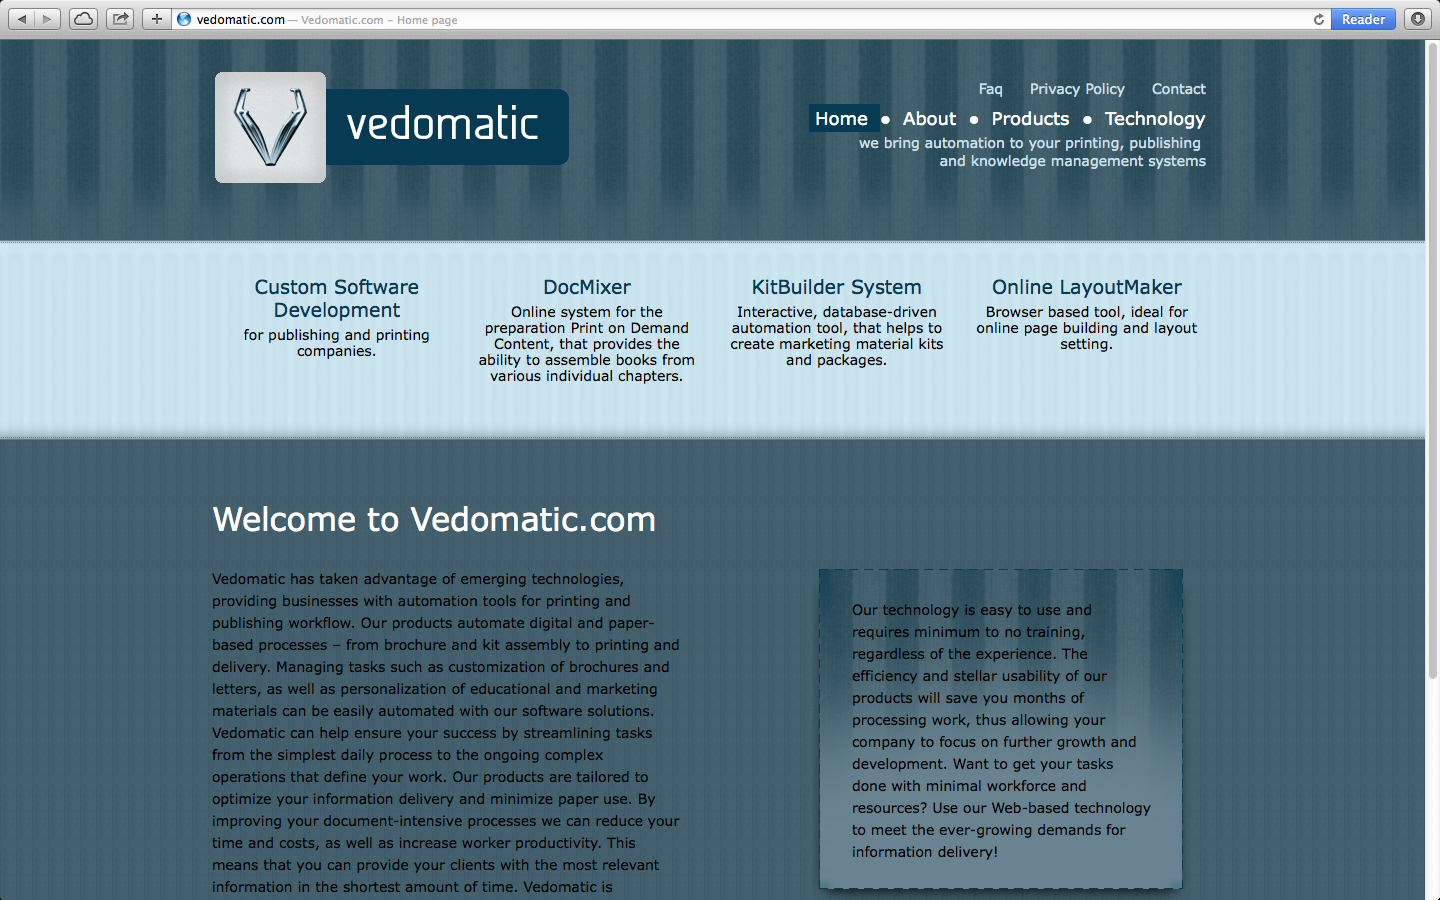 vedomatic.com — Vedomatic.com – Home page
Reader
vedomatic
Faq Privacy Policy Contact
Home • About • Products • Technology
we bring automation to your printing, publishing
and knowledge management systems
Custom Software
Development
for publishing and printing
companies.
DocMixer
Online system for the
preparation Print on Demand
Content, that provides the
ability to assemble books from
various individual chapters.
KitBuilder System
Interactive, database-driven
automation tool, that helps to
create marketing material kits
and packages.
Online LayoutMaker
Browser based tool, ideal for
online page building and layout
setting.
Welcome to Vedomatic.com
Vedomatic has taken advantage of emerging technologies,
providing businesses with automation tools for printing and
publishing workflow. Our products automate digital and paper-
based processes – from brochure and kit assembly to printing and
delivery. Managing tasks such as customization of brochures and
letters, as well as personalization of educational and marketing
materials can be easily automated with our software solutions.
Vedomatic can help ensure your success by streamlining tasks
from the simplest daily process to the ongoing complex
operations that define your work. Our products are tailored to
optimize your information delivery and minimize paper use. By
improving your document-intensive processes we can reduce your
time and costs, as well as increase worker productivity. This
means that you can provide your clients with the most relevant
information in the shortest amount of time. Vedomatic is
Our technology is easy to use and
requires minimum to no training,
regardless of the experience. The
efficiency and stellar usability of our
products will save you months of
processing work, thus allowing your
company to focus on further growth and
development. Want to get your tasks
done with minimal workforce and
resources? Use our Web-based technology
to meet the ever-growing demands for
information delivery!